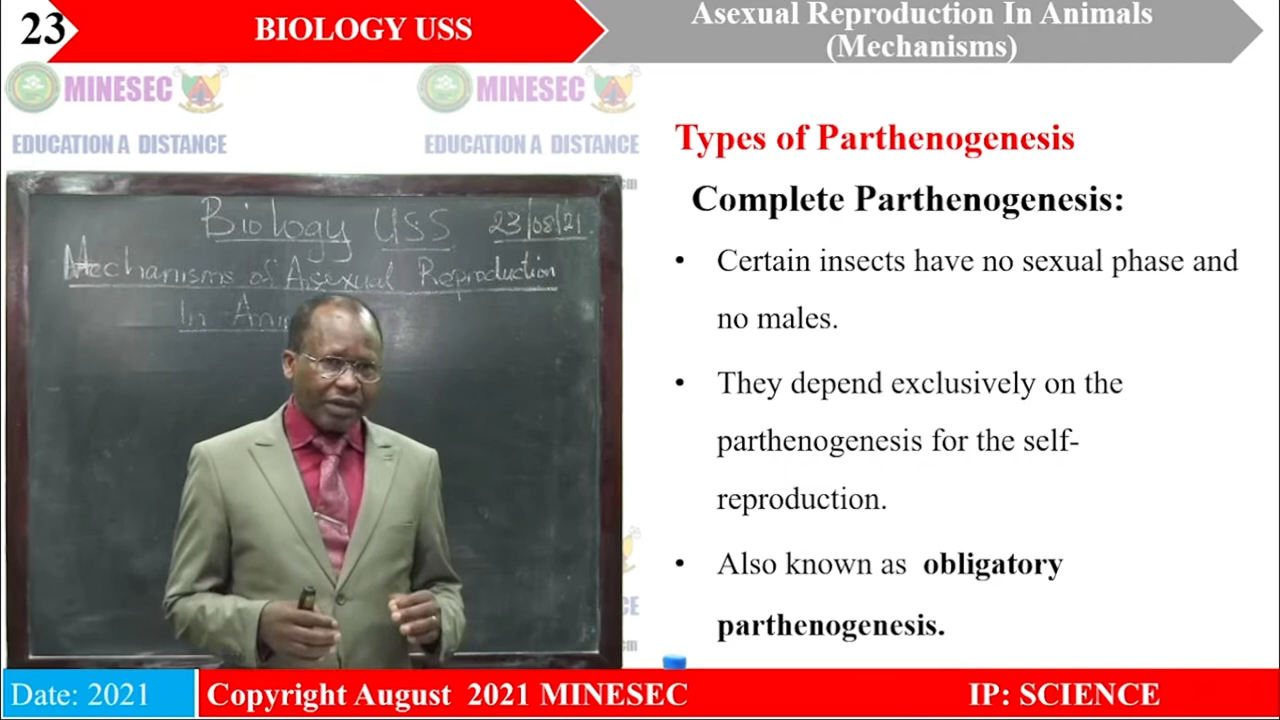 23
BIOLOGY USS
Asexual Reproduction In Animals
(Mechanisms)
MINESEC
MINESEC
EDUCATION A DISTANCE
EDUCATION A DISTANCE
Biology USS 23/08/21.
Mechanisms of Asexual Reproduction
In
Types of Parthenogenesis
Complete Parthenogenesis:
• Certain insects have no sexual phase and
no males.
• They depend exclusively on the
parthenogenesis for the self-
reproduction.
• Also known as obligatory
parthenogenesis.
Date: 2021
Copyright August 2021 MINESEC
IP: SCIENCE